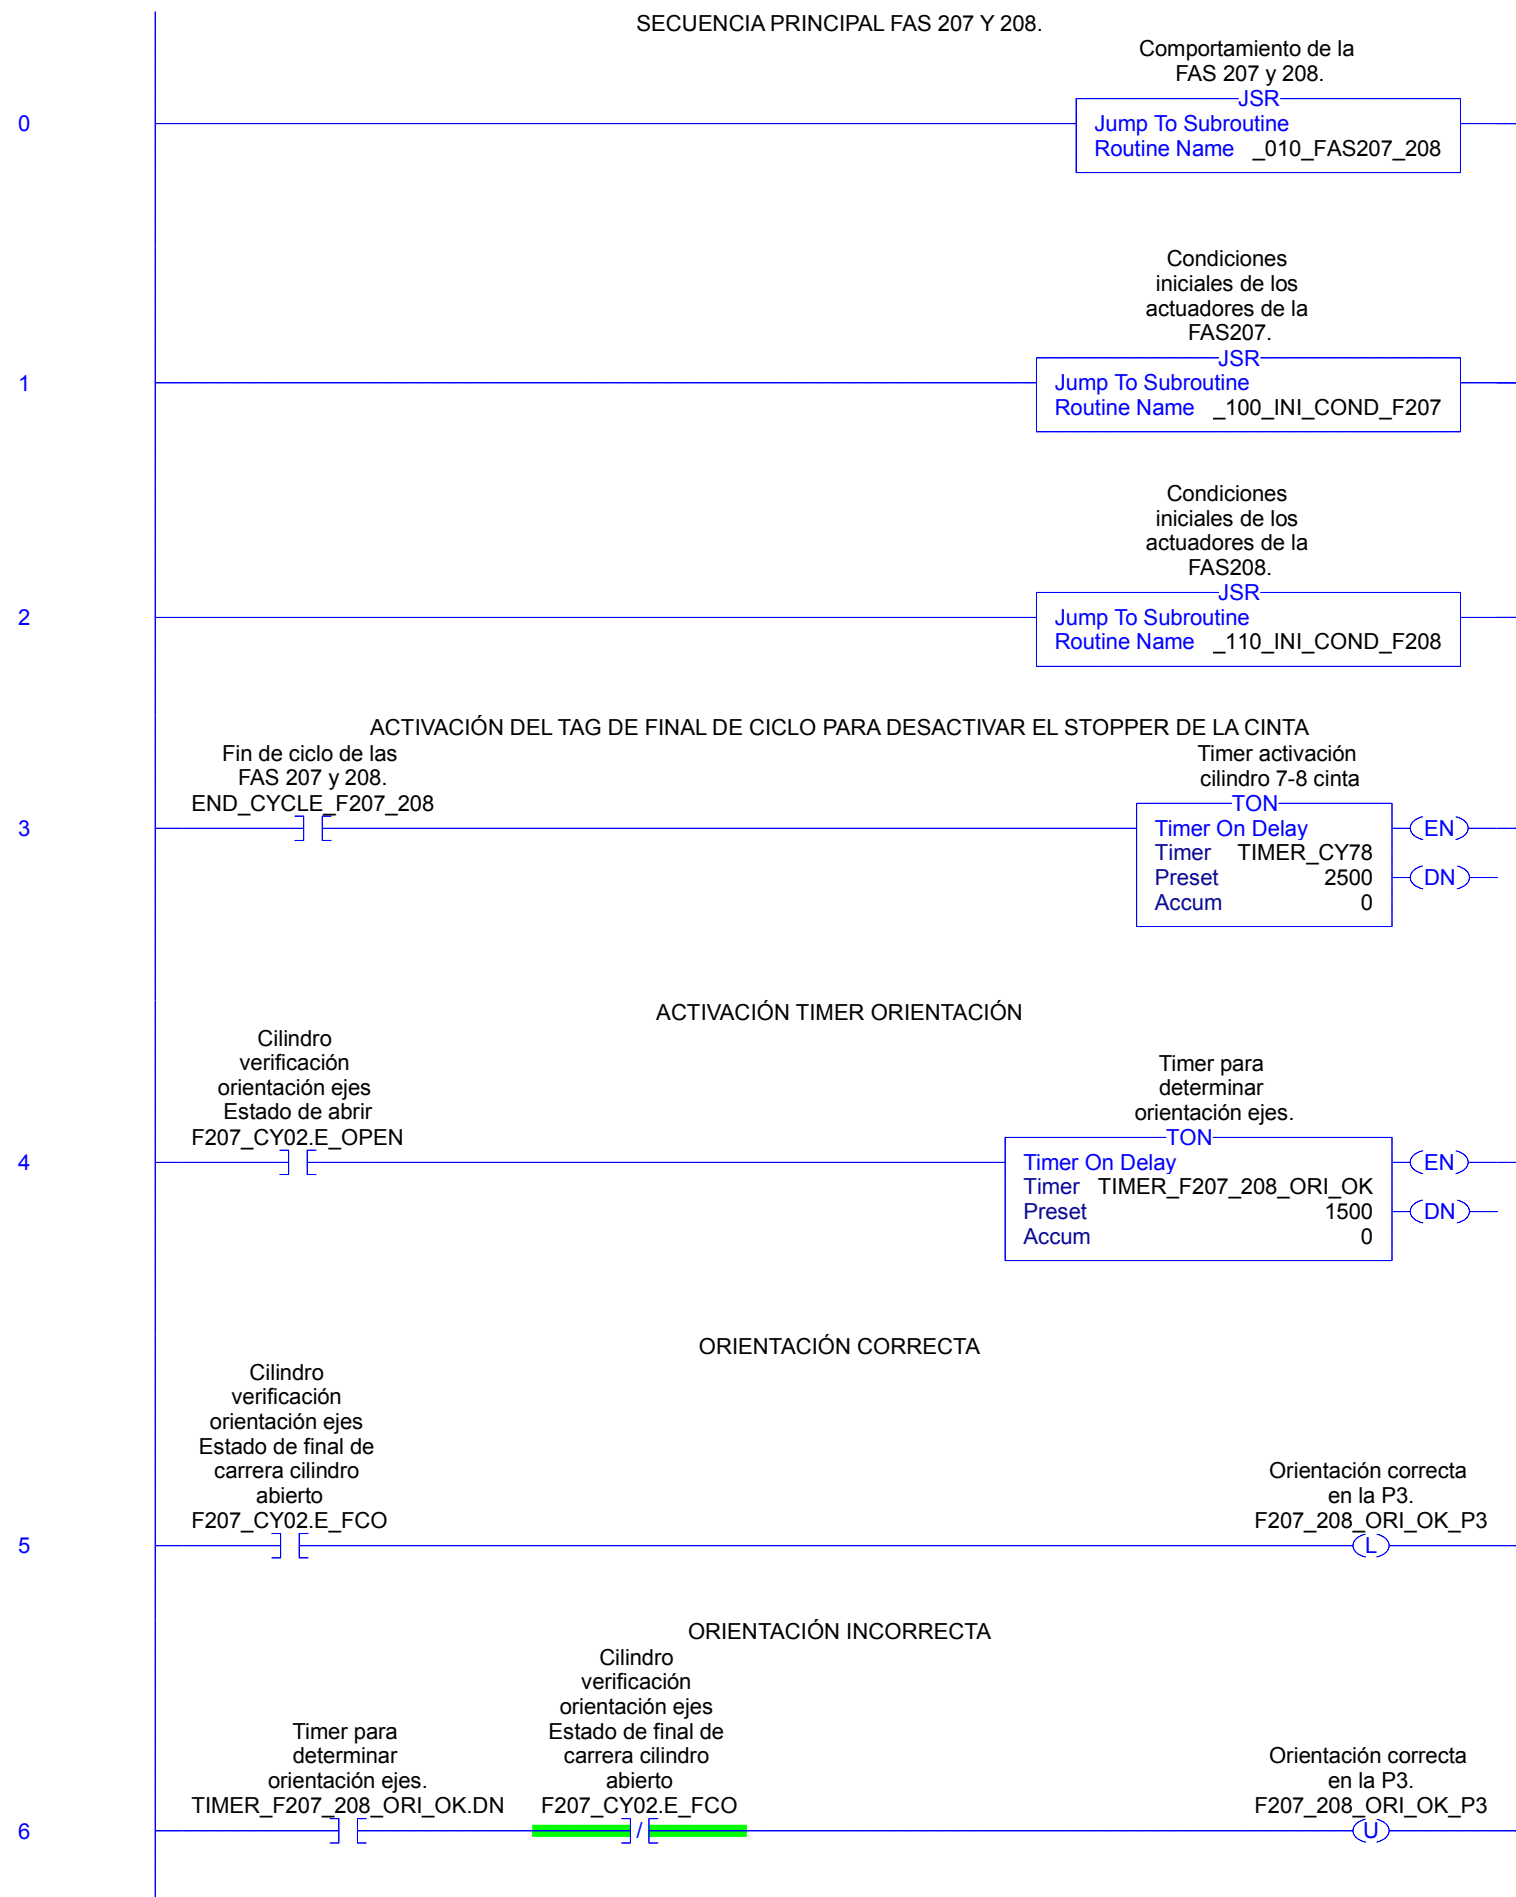 SECUENCIA PRINCIPAL FAS 207 Y 208.
Comportamiento de la
FAS 207 y 208.
JSR
0
Jump To Subroutine
Routine Name _010_FAS207_208
Condiciones
iniciales de los
actuadores de la
FAS207.
JSR
1
Jump To Subroutine
Routine Name _100_INI_COND_F207
Condiciones
iniciales de los
actuadores de la
FAS208.
JSR
2
Jump To Subroutine
Routine Name _110_INI_COND_F208
ACTIVACIÓN DEL TAG DE FINAL DE CICLO PARA DESACTIVAR EL STOPPER DE LA CINTA
Fin de ciclo de las
FAS 207 y 208.
END_CYCLE_F207_208
Timer activación
cilindro 7-8 cinta
TON
3
Timer On Delay
Timer TIMER_CY78
Preset 2500
Accum 0
EN
DN
ACTIVACIÓN TIMER ORIENTACIÓN
Cilindro
verificación
orientación ejes
Estado de abrir
F207_CY02.E_OPEN
Timer para
determinar
orientación ejes.
TON
4
Timer On Delay
Timer TIMER_F207_208_ORI_OK
Preset 1500
Accum 0
EN
DN
ORIENTACIÓN CORRECTA
Cilindro
verificación
orientación ejes
Estado de final de
carrera cilindro
abierto
F207_CY02.E_FCO
Orientación correcta
en la P3.
F207_208_ORI_OK_P3
5
L
ORIENTACIÓN INCORRECTA
Timer para
determinar
orientación ejes.
TIMER_F207_208_ORI_OK.DN
Cilindro
verificación
orientación ejes
Estado de final de
carrera cilindro
abierto
F207_CY02.E_FCO
Orientación correcta
en la P3.
F207_208_ORI_OK_P3
6
/
U